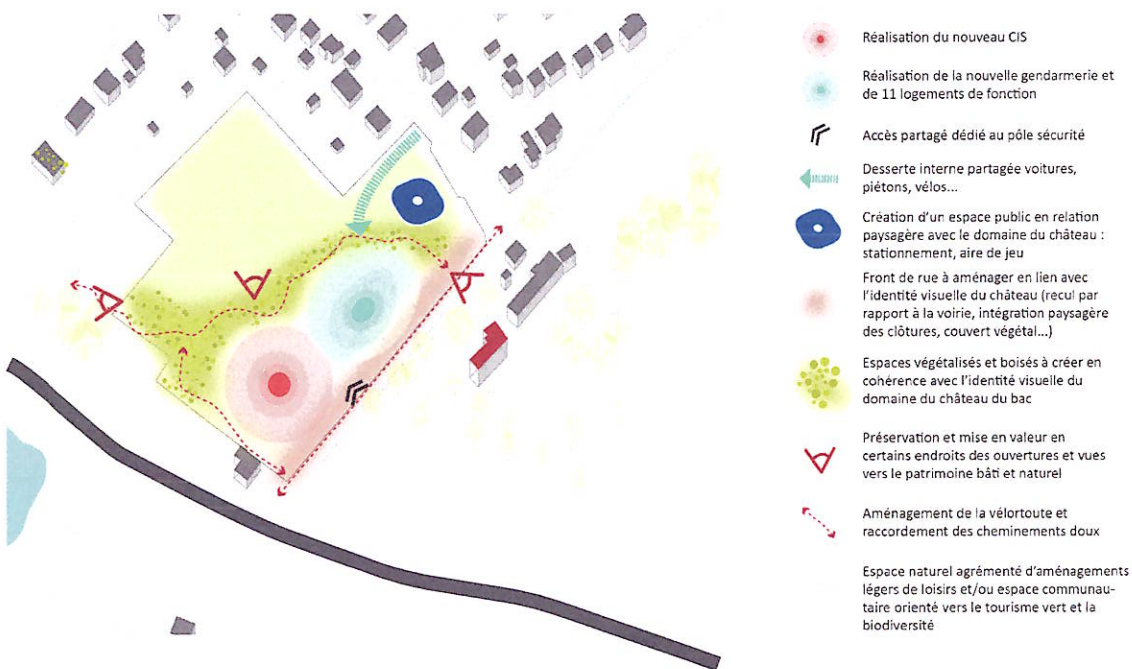 Réalisation du nouveau CIS
Réalisation de la nouvelle gendarmerie et
de 11 logements de fonction
Accès partagé dédié au pôle sécurité
Desserte interne partagée voitures,
piétons, vélos...
Création d'un espace public en relation
paysagère avec le domaine du château :
stationnement, aire de jeu
Front de rue à aménager en lien avec
l'identité visuelle du château (recul par
rapport à la voirie, intégration paysagère
des clôtures, couvert végétal...)
Espaces végétalisés et boisés à créer en
cohérence avec l'identité visuelle du
domaine du château du bac
Préservation et mise en valeur en
certains endroits des ouvertures et vues
vers le patrimoine bâti et naturel
Aménagement de la vélortoute et
raccordement des cheminements doux
Espace naturel agrémenté d'aménagements
légers de loisirs et/ou espace communau-
taire orienté vers le tourisme vert et la
biodiversité